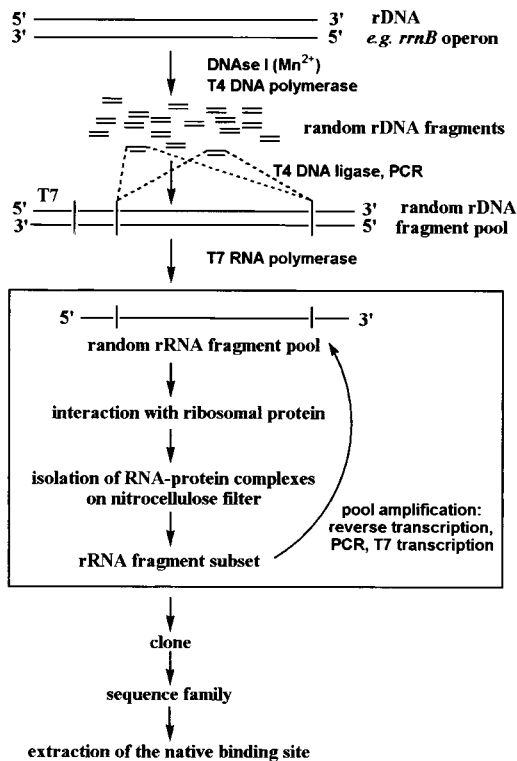 5' 3' rDNA
3' 5' e.g. rrnB operon
DNAse I (Mn2+)
T4 DNA polymerase
random rDNA fragments
T4 DNA ligase, PCR
T7
5' 3' random rDNA
3' 5' fragment pool
T7 RNA polymerase
5' 3'
random rRNA fragment pool
interaction with ribosomal protein
isolation of RNA-protein complexes
on nitrocellulose filter
pool amplification:
reverse transcription,
PCR, T7 transcription
rRNA fragment subset
clone
sequence family
extraction of the native binding site